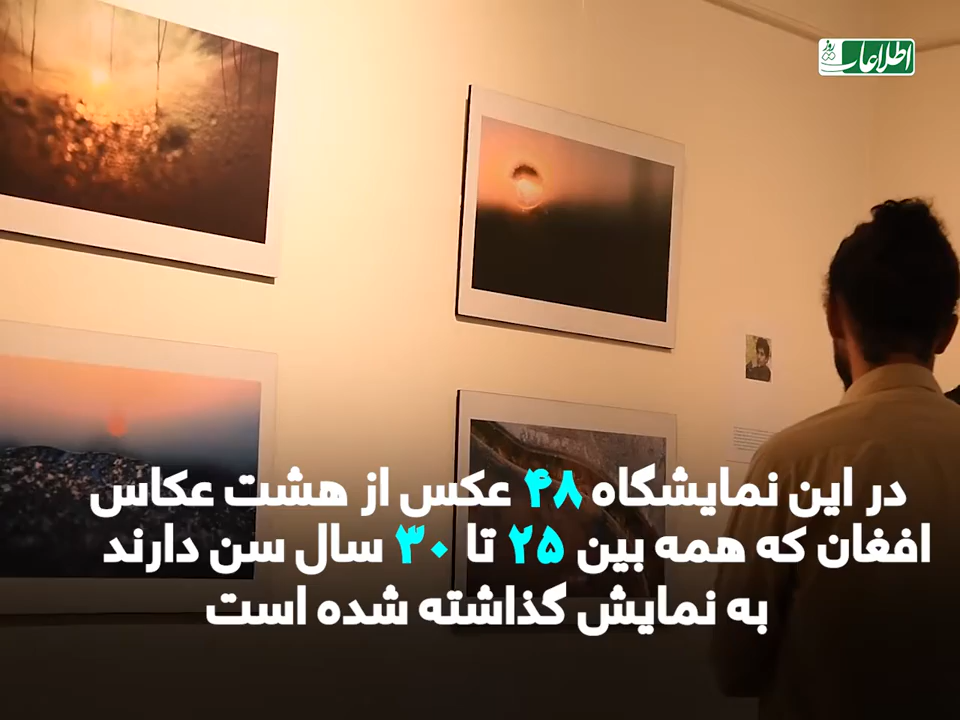 اطلاعات روز
در این نمایشگاه ۴۸ عکس از هشت عکاس
افغان که همه بین ۲۵ تا ۳۰ سال سن دارند
به نمایش گذاشته شده است